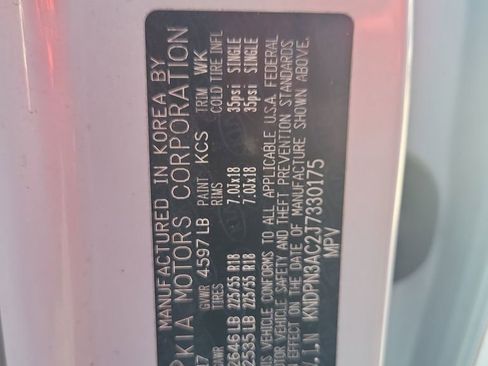 MANUFACTURED IN KOREA BY
KIA MOTORS CORPORATION
GVWR 4597 LB PAINT KCS TRIM WK
GAWR TIRES RIMS COLD TIRE INFL
2646 LB 225/55 R18 7.0Jx18 35psi SINGLE
2535 LB 225/55 R18 7.0Jx18 35psi SINGLE
VEHICLE CONFORMS TO ALL APPLICABLE U.S.A. FEDERAL
MOTOR VEHICLE SAFETY AND THEFT PREVENTION STANDARDS
EFFECT ON THE DATE OF MANUFACTURE SHOWN ABOVE.
V.I.N KNDPN3AC2J7330175
MPV